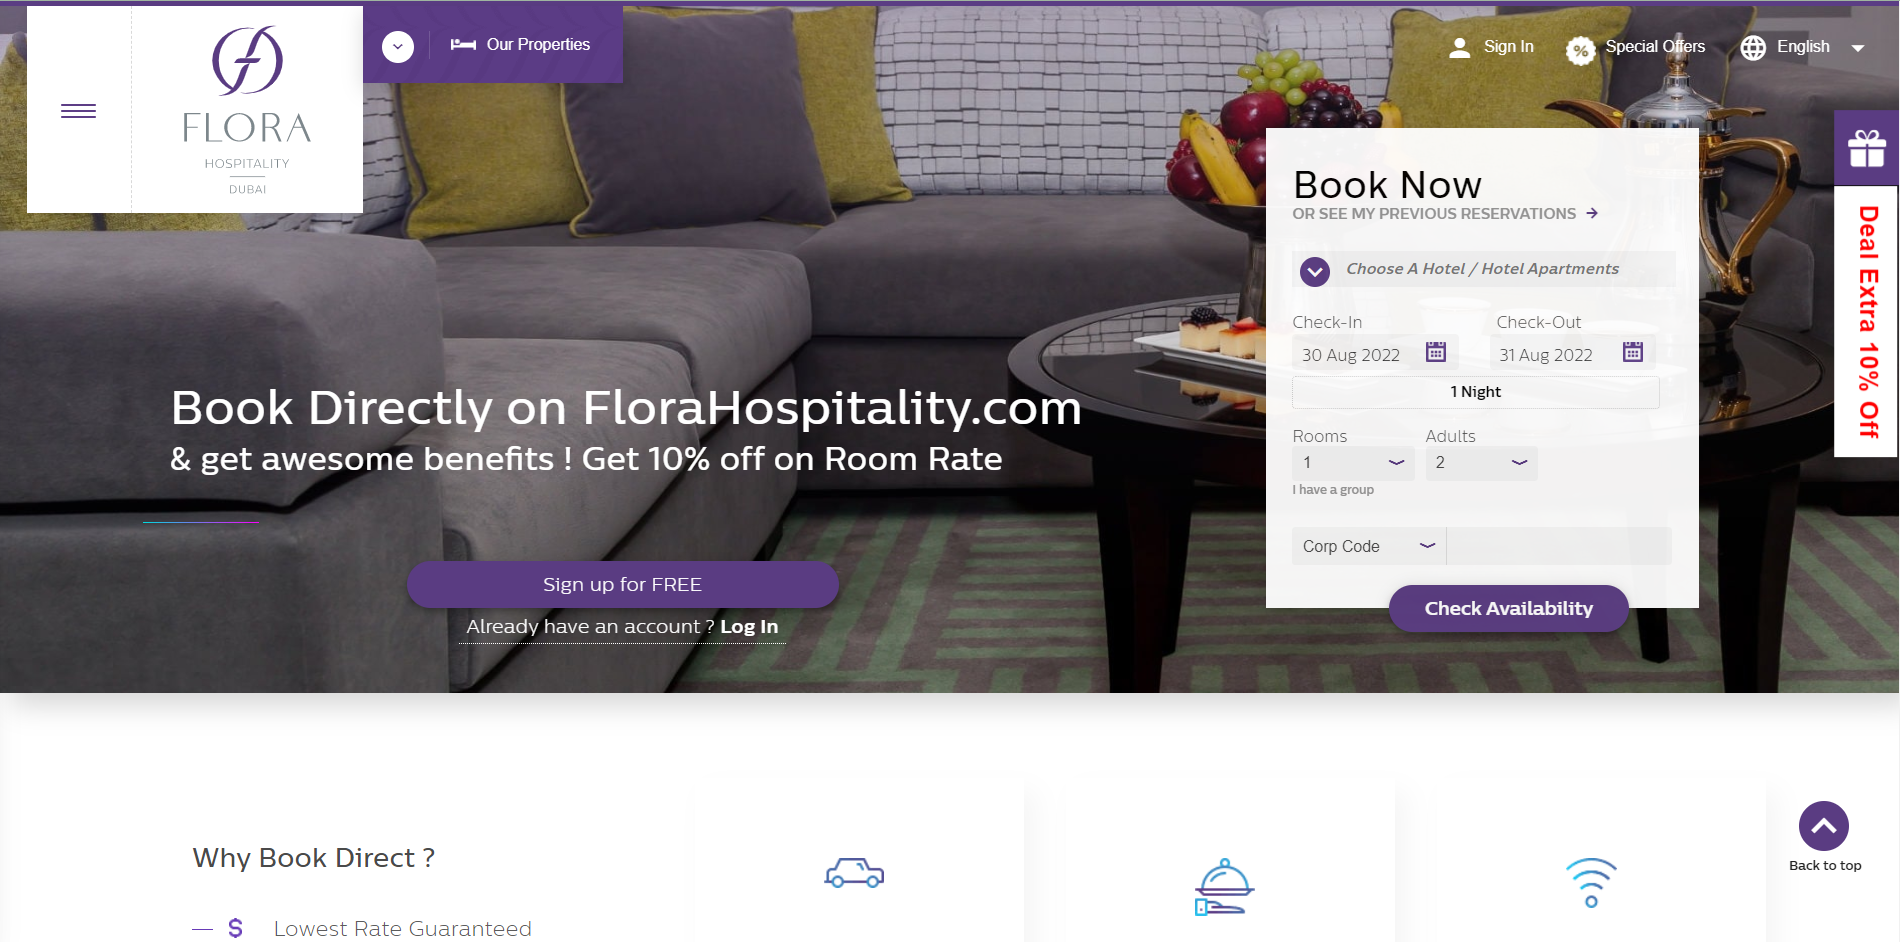 FLORA
HOSPITALITY
DUBAI
Our Properties
Sign In
%
Special Offers
English
Book Now
OR SEE MY PREVIOUS RESERVATIONS
Choose A Hotel / Hotel Apartments
Check-In
Check-Out
30 Aug 2022
31 Aug 2022
1 Night
Rooms
Adults
1
2
I have a group
Corp Code
Check Availability
Deal Extra 10% Off
Book Directly on FloraHospitality.com
& get awesome benefits ! Get 10% off on Room Rate
Sign up for FREE
Already have an account ? Log In
Why Book Direct ?
$ Lowest Rate Guaranteed
Back to top